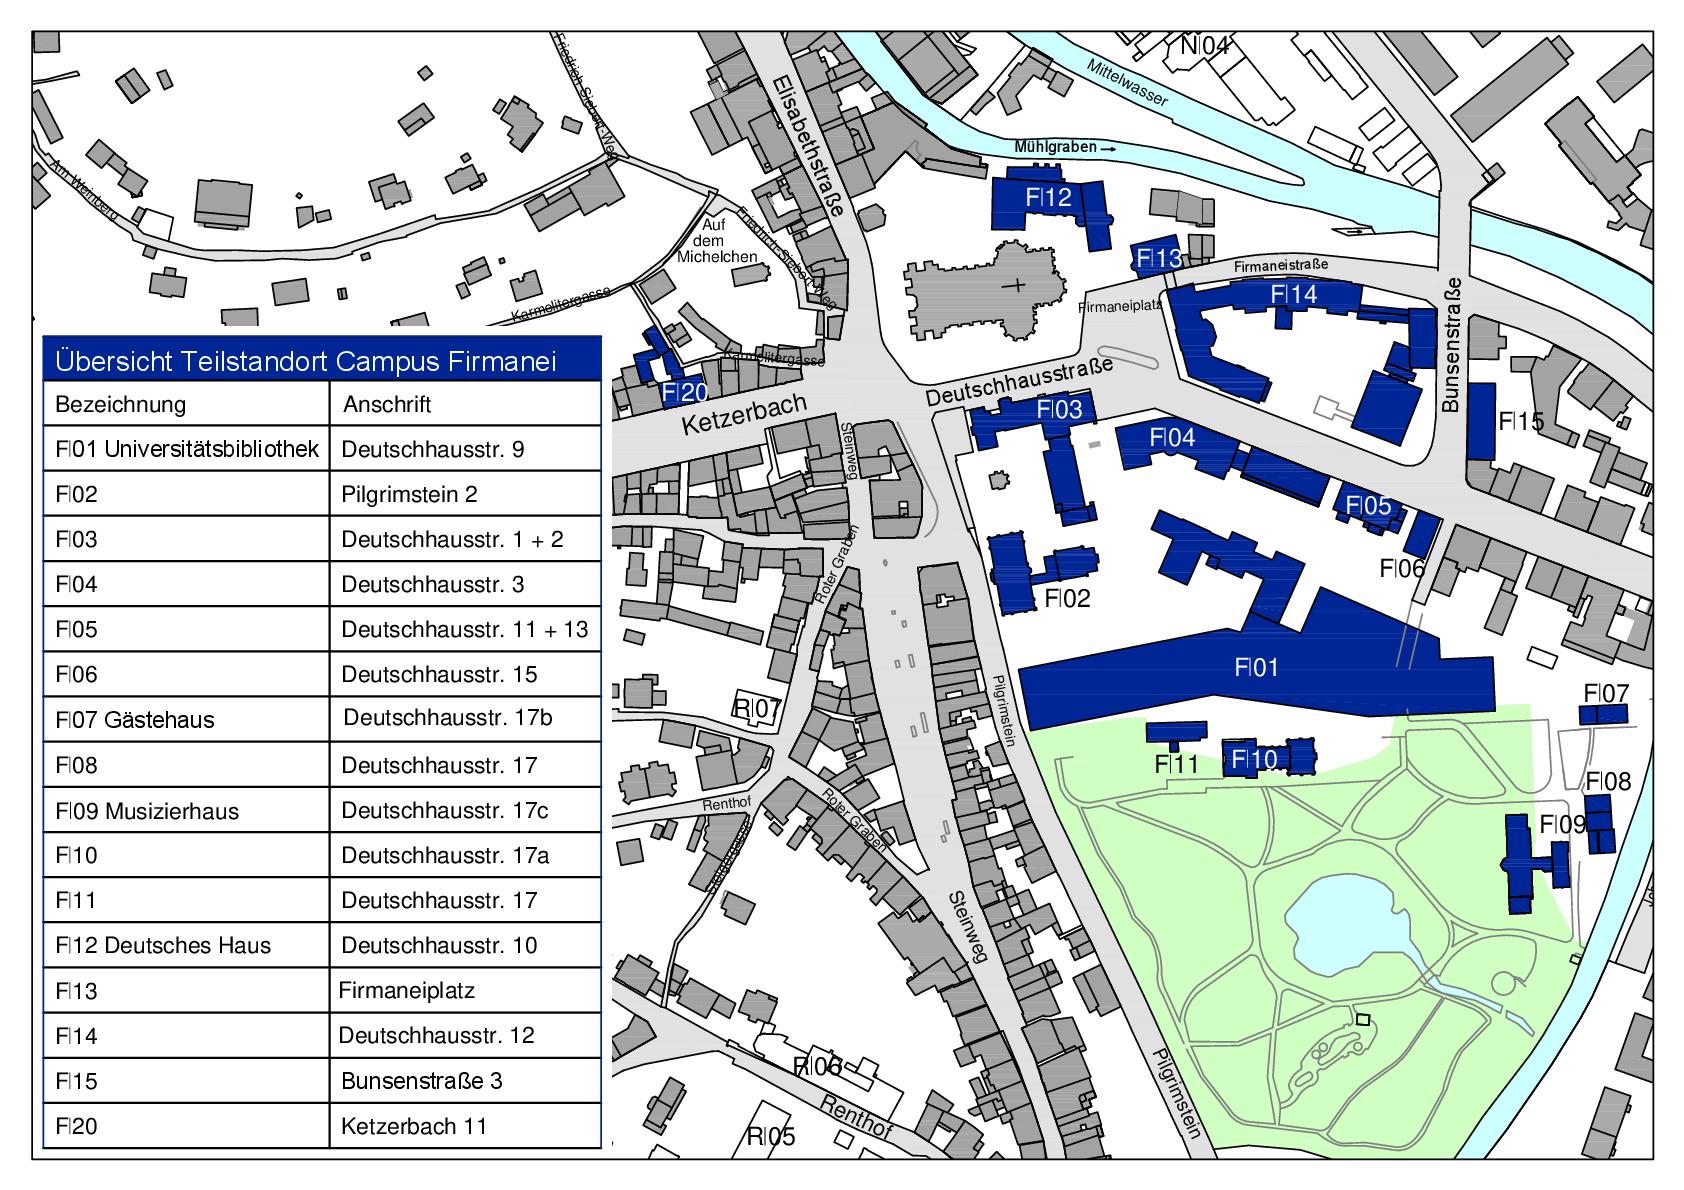 N|04
Friedrich-Siebert-Weg
Elisabethstraße
Mittelwasser
Mühlgraben
Am Weinberg
F|12
Auf
dem
Michelchen
Friedrich-Siebert-Weg
F|13
Firmaneistraße
F|14
Firmaneiplatz
Karmelitergasse
Bunsenstraße
Karmelitergasse
Deutschhausstraße
F|20
Ketzerbach
F|03
F|15
Steinweg
F|04
F|05
Roter Graben
F|06
F|02
F|01
Pilgrimstein
R|07
F|07
F|11
F|10
F|08
Renthof
Roter Graben
F|09
Steinweg
R|06
Pilgrimstein
Renthof
R|05
Übersicht Teilstandort Campus Firmanei
Bezeichnung Anschrift
F|01 Universitätsbibliothek Deutschhausstr. 9
F|02 Pilgrimstein 2
F|03 Deutschhausstr. 1 + 2
F|04 Deutschhausstr. 3
F|05 Deutschhausstr. 11 + 13
F|06 Deutschhausstr. 15
F|07 Gästehaus Deutschhausstr. 17b
F|08 Deutschhausstr. 17
F|09 Musizierhaus Deutschhausstr. 17c
F|10 Deutschhausstr. 17a
F|11 Deutschhausstr. 17
F|12 Deutsches Haus Deutschhausstr. 10
F|13 Firmaneiplatz
F|14 Deutschhausstr. 12
F|15 Bunsenstraße 3
F|20 Ketzerbach 11